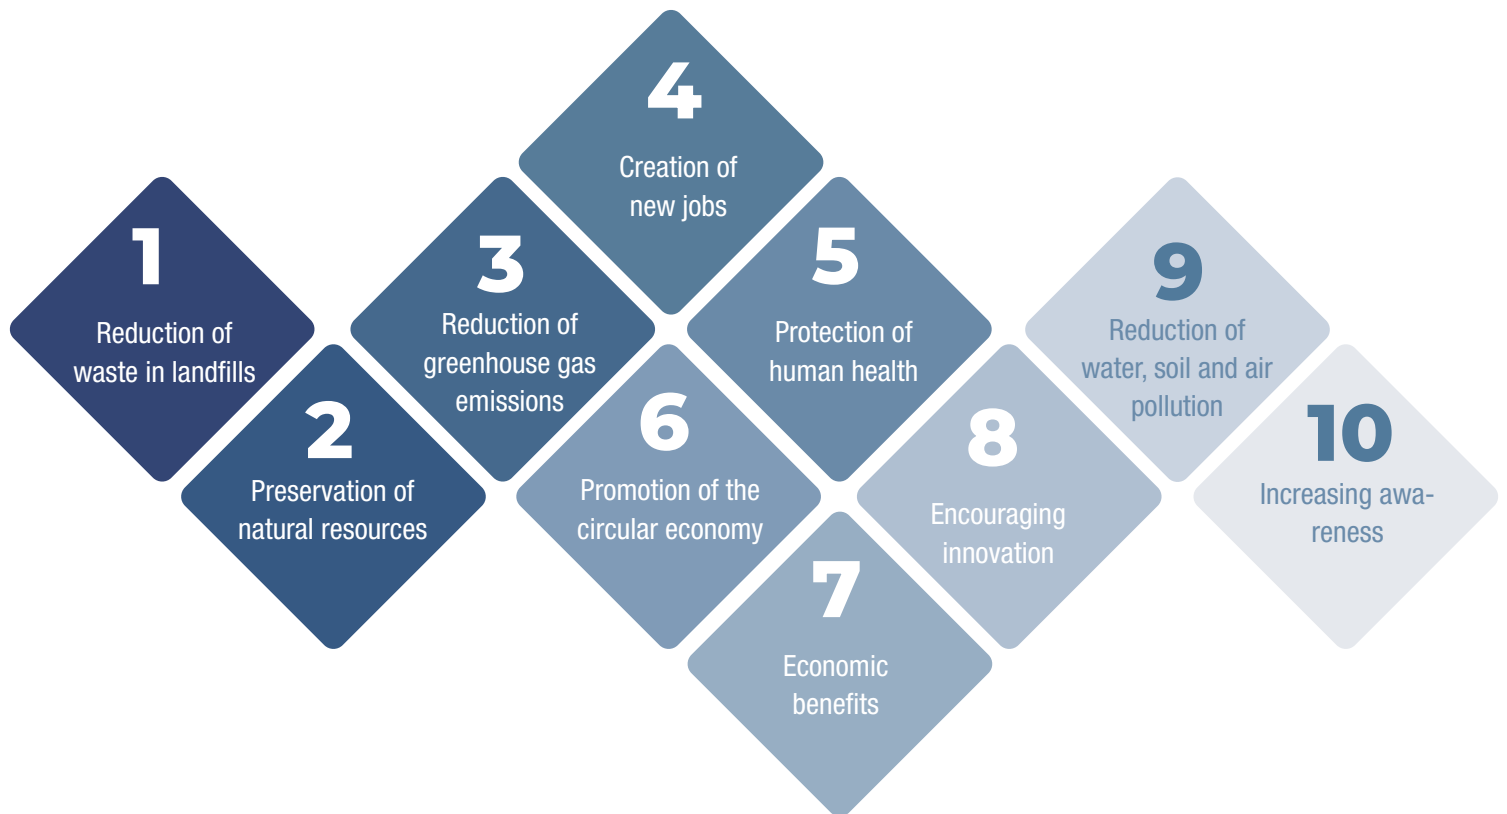 1
Reduction of
waste in landfills
2
Preservation of
natural resources
3
Reduction of
greenhouse gas
emissions
4
Creation of
new jobs
5
Protection of
human health
6
Promotion of the
circular economy
7
Economic
benefits
8
Encouraging
innovation
9
Reduction of
water, soil and air
pollution
10
Increasing awa-
reness